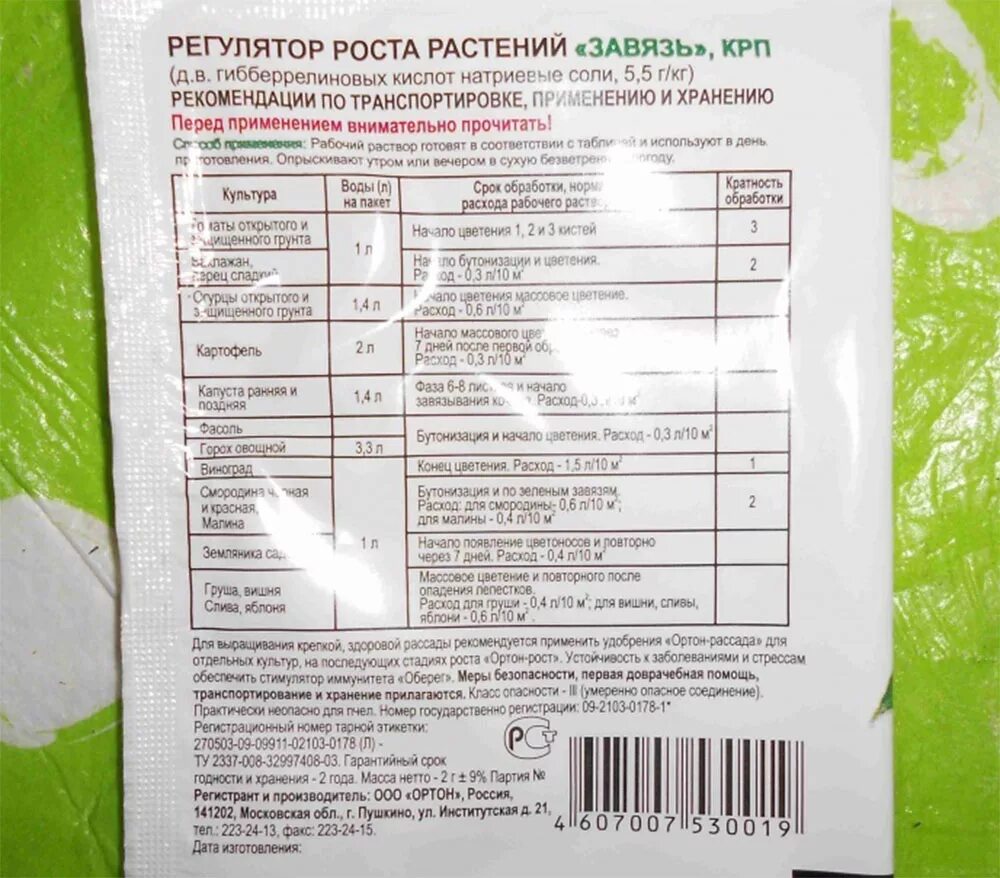 РЕГУЛЯТОР РОСТА РАСТЕНИЙ «ЗАВЯЗЬ», КРП
(д.в. гибберрелиновых кислот натриевые соли, 5,5 г/кг)
РЕКОМЕНДАЦИИ ПО ТРАНСПОРТИРОВКЕ, ПРИМЕНЕНИЮ И ХРАНЕНИЮ
Перед применением внимательно прочитать!
Способ применения: Рабочий раствор готовят в соответствии с таблицей и используют в день
приготовления. Опрыскивают утром или вечером в сухую безветренную погоду.
Культура
Воды (л)
на пакет
Срок обработки,
расхода рабочего
Кратность
обработки
открытого и
грунта
1 л
Начало цветения 1, 2 и 3 кистей
3
перец сладкий
Начало бутонизации и цветения.
Расход - 0,3 л/10 м²
2
Огурцы открытого и
защищенного грунта
1,4 л
Начало цветения массовое цветение.
Расход - 0,6 л/10 м²
Картофель
2 л
Начало массового
7 дней после первой
Расход - 0,3 л/10 м²
Капуста ранняя и
поздняя
1,4 л
Фаза 6-8 и начало
завязывания
Фасоль
Горох овощной
3,3 л
Бутонизация и начало цветения. Расход - 0,3 л/10 м²
Виноград
Конец цветения. Расход - 1,5 л/10 м²
1
Смородина черная
и красная,
Малина
1 л
Бутонизация и по зеленым завязям.
Расход: для смородины- 0,6 л/10 м²;
для малины - 0,4 л/10 м²
2
Земляника
Начало появление цветоносов и повторно
через 7 дней. Расход - 0,4 л/10 м²
Груша, вишня
Слива, яблоня
Массовое цветение и повторного после
опадения лепестков.
Расход для груши - 0,4 л/10 м²; для вишни, сливы,
яблони - 0,6 л/10 м².
Для выращивания крепкой, здоровой рассады рекомендуется применить удобрения «Ортон-рассада» для
отдельных культур, на последующих стадиях роста «Ортон-рост». Устойчивость к заболеваниями и стрессам
обеспечить стимулятор иммунитета «Оберег». Меры безопасности, первая доврачебная помощь,
транспортирование и хранение прилагаются. Класс опасности - III (умеренно опасное соединение).
Практически неопасно для пчел. Номер государственно регистрации: 09-2103-0178-1*
Регистрационный номер тарной этикетки:
270503-09-09911-02103-0178 (Л) -
ТУ 2337-008-32997408-03. Гарантийный срок
годности и хранения - 2 года. Масса нетто - 2 г ± 9% Партия №
Регистрант и производитель: ООО «ОРТОН», Россия,
141202, Московская обл., г. Пушкино, ул. Институтская д. 21,
тел.: 223-24-13, факс: 223-24-15.
Дата изготовления:
4 607007 530019